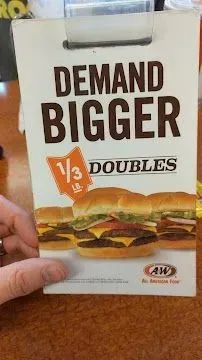 DEMAND
BIGGER
1/3
LB.
DOUBLES
A&W
ALL AMERICAN FOOD